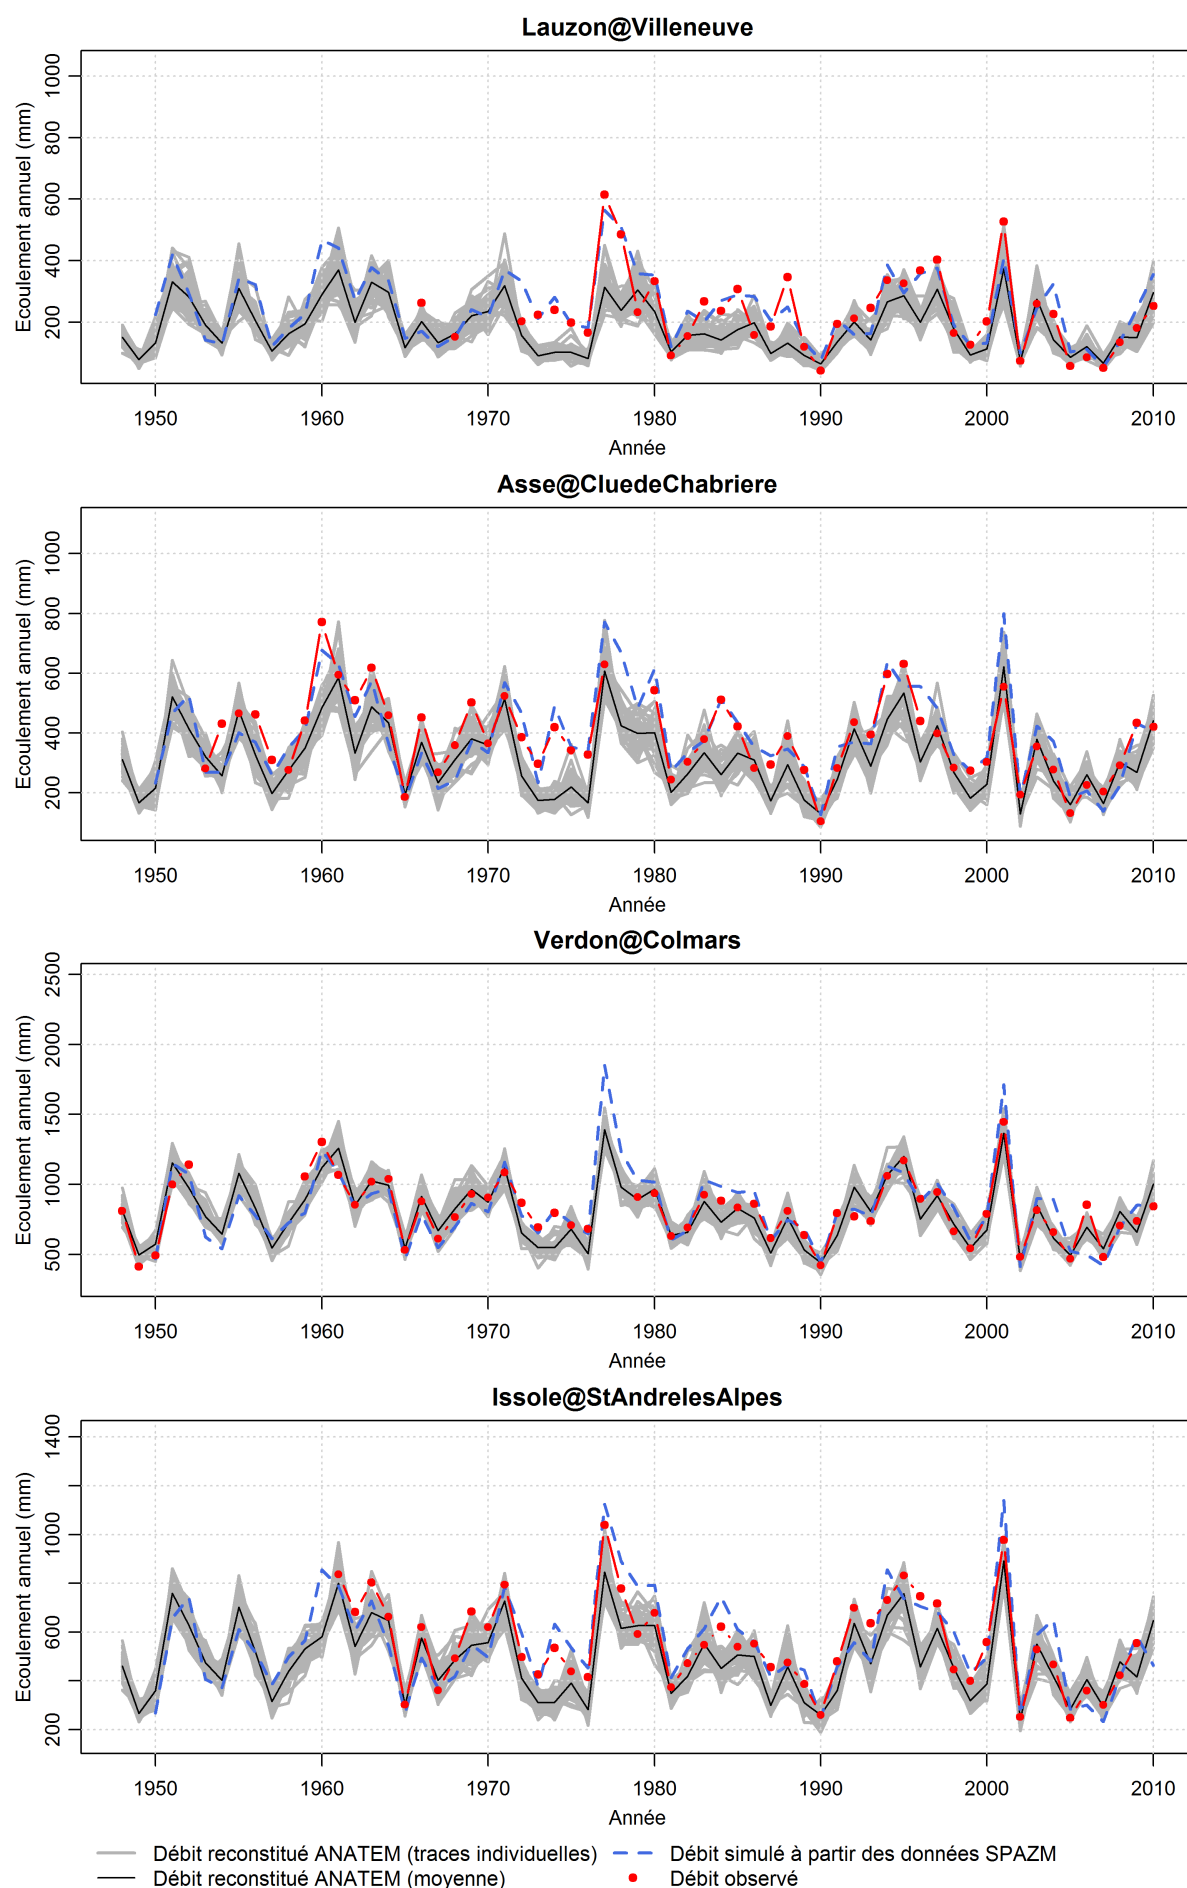 Lauzon@Villeneuve
Ecoulement annuel (mm)
1000
800
600
400
200
1950 1960 1970 1980 1990 2000 2010
Année
Asse@CluedeChabriere
Ecoulement annuel (mm)
1000
800
600
400
200
1950 1960 1970 1980 1990 2000 2010
Année
Verdon@Colmars
Ecoulement annuel (mm)
2500
2000
1500
1000
500
1950 1960 1970 1980 1990 2000 2010
Année
Issole@StAndrelesAlpes
Ecoulement annuel (mm)
1400
1000
600
200
1950 1960 1970 1980 1990 2000 2010
Année
Débit reconstitué ANATEM (traces individuelles)
Débit reconstitué ANATEM (moyenne)
Débit simulé à partir des données SPAZM
Débit observé